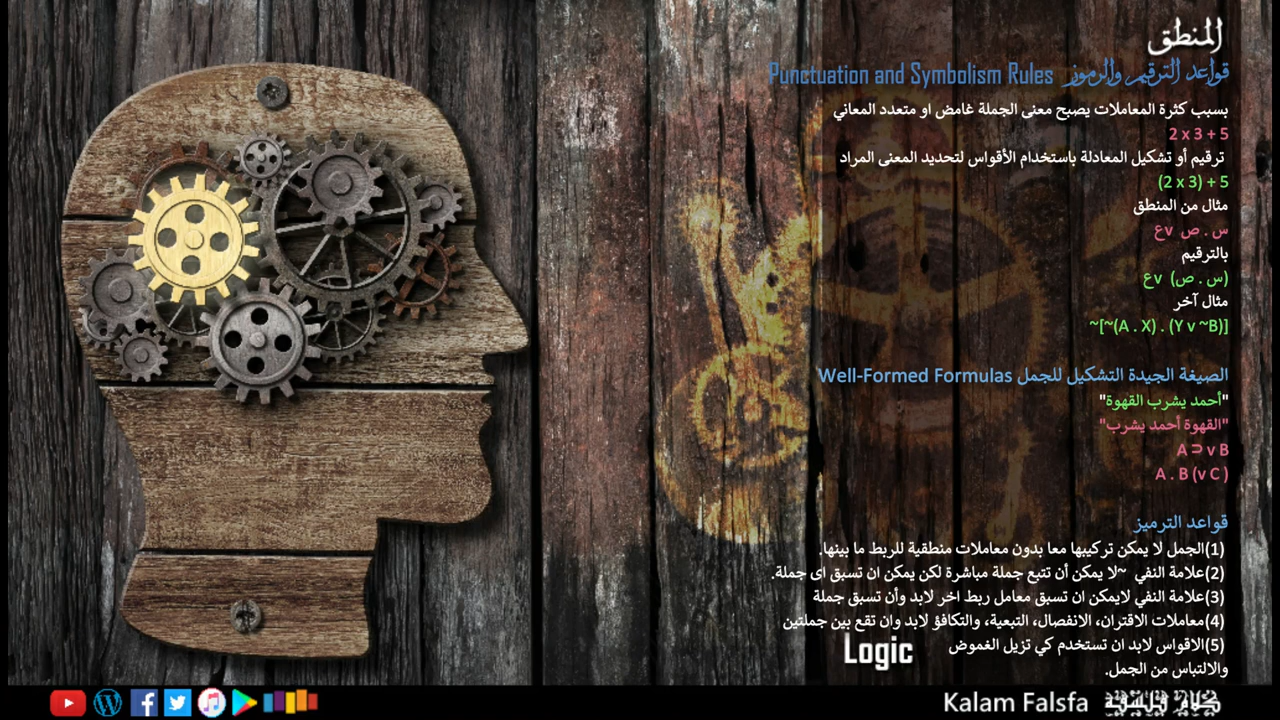 المنطق
قواعد الترقيم والرموز Punctuation and Symbolism Rules
بسبب كثرة المعاملات يصبح معنى الجملة غامض او متعدد المعاني
2 x 3 + 5
ترقيم أو تشكيل المعادلة باستخدام الأقواس لتحديد المعنى المراد
(2 x 3) + 5
مثال من المنطق
س . ص v ع
بالترقيم
(س . ص) v ع
مثال آخر
~[~(A . X) . (Y v ~B)]
الصيغة الجيدة التشكيل للجمل Well-Formed Formulas
"أحمد يشرب القهوة"
"القهوة أحمد يشرب"
A ⊃ v B
A . B (v C )
قواعد الترميز
(1)الجمل لا يمكن تركيبها معا بدون معاملات منطقية للربط ما بينها.
(2)علامة النفي ~لا يمكن أن تتبع جملة مباشرة لكن يمكن ان تسبق اى جملة.
(3)علامة النفي لايمكن ان تسبق معامل ربط اخر لابد وأن تسبق جملة
(4)معاملات الاقتران، الانفصال، التبعية، والتكافؤ لابد وان تقع بين جملتين
(5)الاقواس لابد ان تستخدم كي تزيل الغموض
والالتباس من الجمل.
Logic
Kalam Falsfa كلام فلسفة